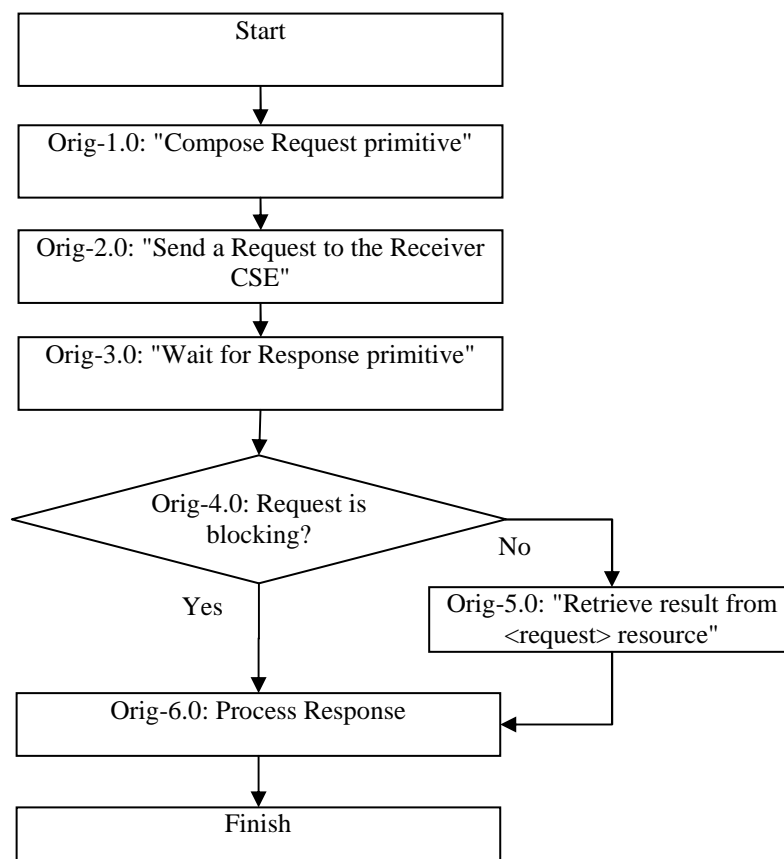 Start
Orig-1.0: "Compose Request primitive"
Orig-2.0: "Send a Request to the Receiver
CSE"
Orig-3.0: "Wait for Response primitive"
Orig-4.0: Request is
blocking?
No
Yes
Orig-5.0: "Retrieve result from
<request> resource"
Orig-6.0: Process Response
Finish